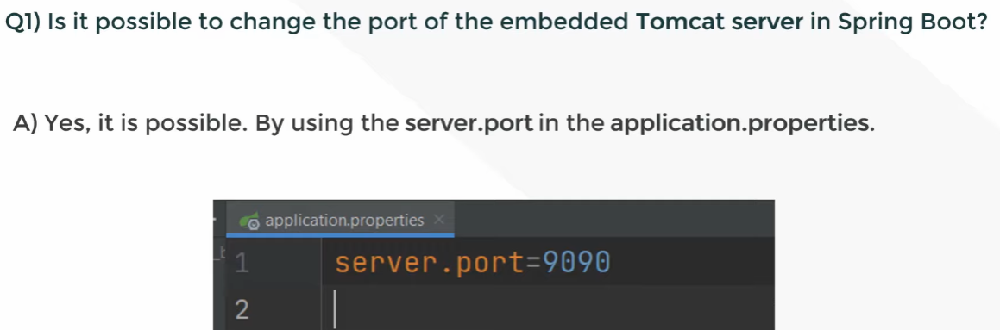 Q1) Is it possible to change the port of the embedded Tomcat server in Spring Boot?
A) Yes, it is possible. By using the server.port in the application.properties.
application.properties
1 server.port=9090
2